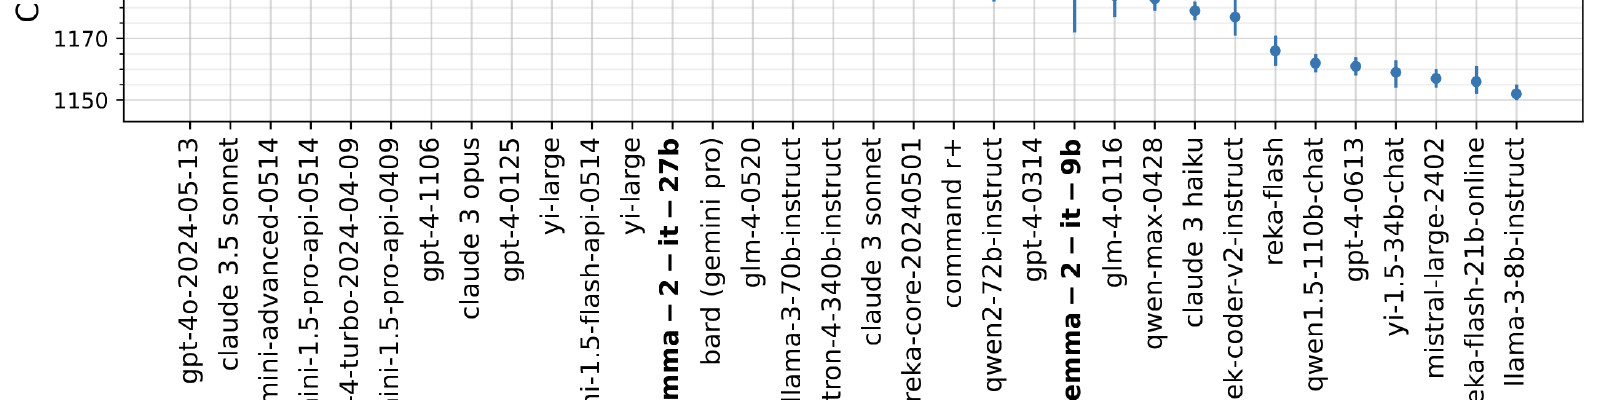 C
1170
1150
gpt-4o-2024-05-13
claude 3.5 sonnet
mini-advanced-0514
ini-1.5-pro-api-0514
-4-turbo-2024-04-09
ini-1.5-pro-api-0409
gpt-4-1106
claude 3 opus
gpt-4-0125
yi-large
ni-1.5-flash-api-0514
yi-large
mma – 2 – it – 27b
bard (gemini pro)
glm-4-0520
llama-3-70b-instruct
tron-4-340b-instruct
claude 3 sonnet
reka-core-20240501
command r+
qwen2-72b-instruct
gpt-4-0314
emma – 2 – it – 9b
glm-4-0116
qwen-max-0428
claude 3 haiku
ek-coder-v2-instruct
reka-flash
qwen1.5-110b-chat
gpt-4-0613
yi-1.5-34b-chat
mistral-large-2402
eka-flash-21b-online
llama-3-8b-instruct